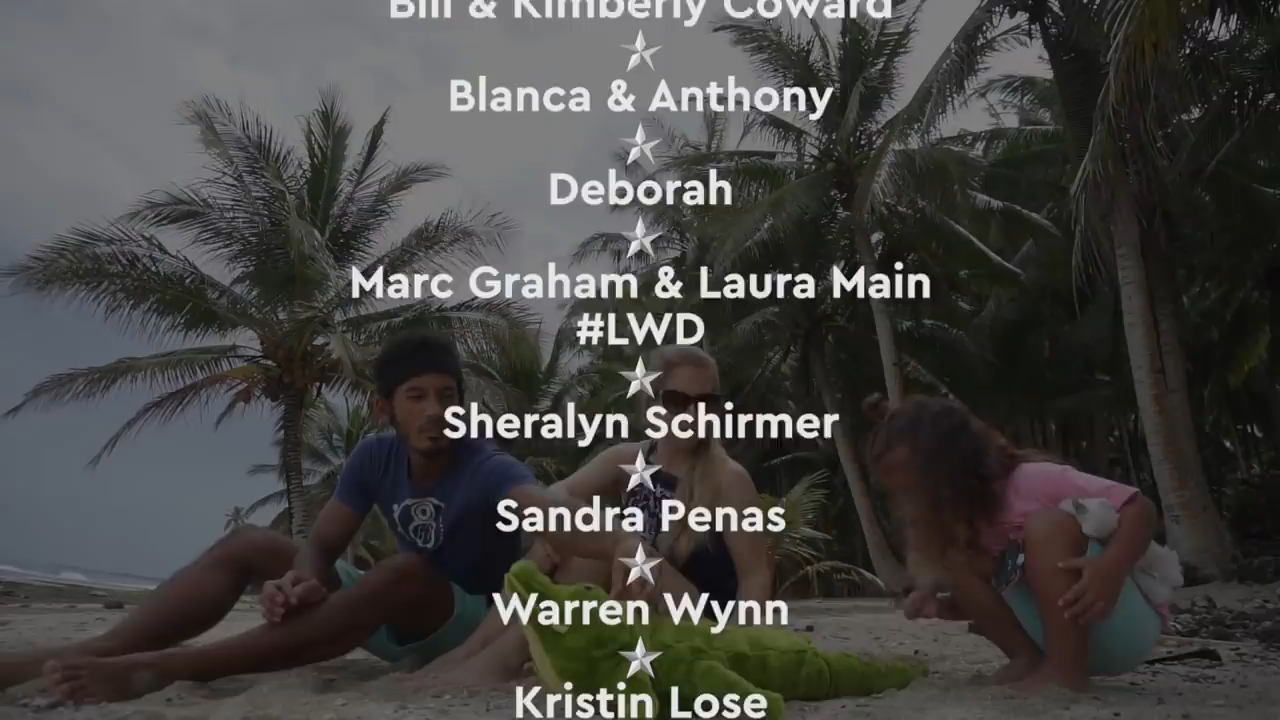 Bill & Kimberly Coward
Blanca & Anthony
Deborah
Marc Graham & Laura Main
#LWD
Sheralyn Schirmer
Sandra Penas
Warren Wynn
Kristin Lose